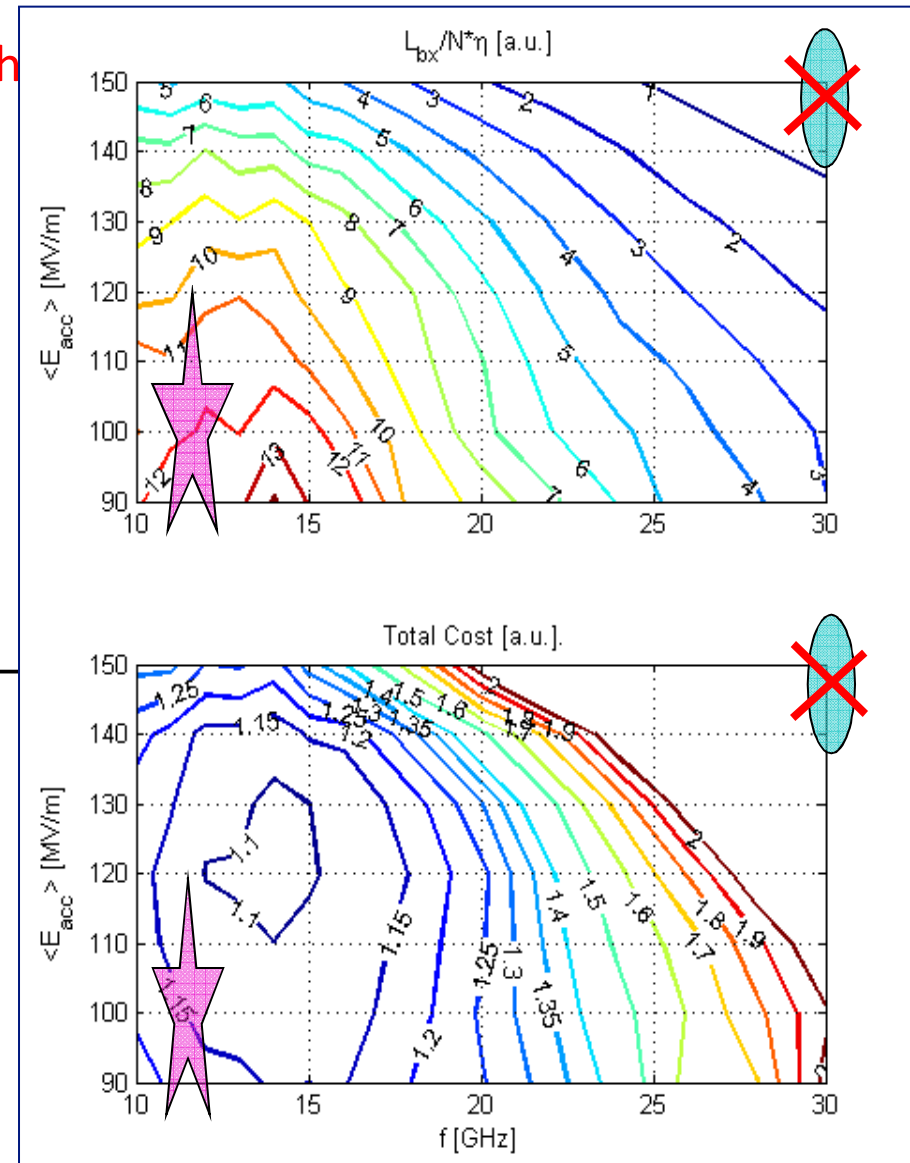 h
L_bx/N*η [a.u.]
150
140
130
120
110
100
90
<E_acc> [MV/m]
10 15 20 25 30
5 6 4 3 2 1
7 5
8
9 8 7 6 3 2
10 4
9
11 5
10
12 13 12 11 7 6 4 3
Total Cost [a.u.].
150
140
130
120
110
100
90
<E_acc> [MV/m]
1.25 1.4 1.5 1.6 2
1.15 1.25 1.3 1.35 1.7 1.9
1.2
1.1 2
1.1 1.4 1.5 1.6 1.8
1.15 1.7 1.9
1.15 1.25 1.3 1.35
1.2 2
10 15 20 25 30
f [GHz]